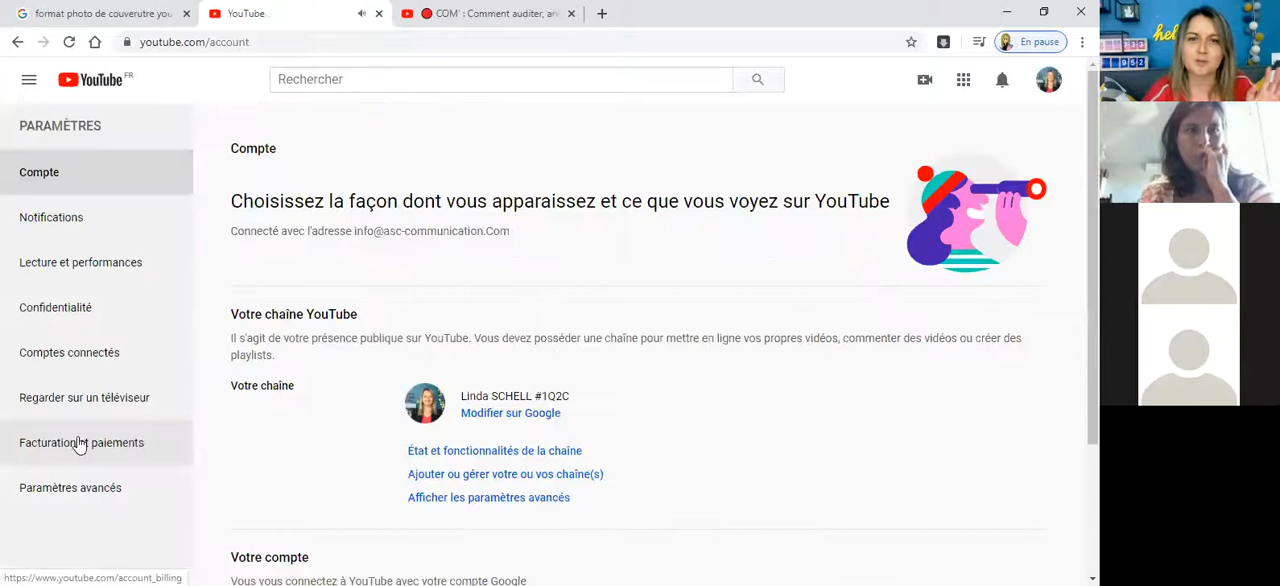 format photo de couverutre you
YouTube
COM' : Comment auditer, an
youtube.com/account
En pause
YouTube FR
Rechercher
PARAMÈTRES
Compte
Notifications
Lecture et performances
Confidentialité
Comptes connectés
Regarder sur un téléviseur
Facturation et paiements
Paramètres avancés
Compte
Choisissez la façon dont vous apparaissez et ce que vous voyez sur YouTube
Connecté avec l'adresse info@asc-communication.Com
Votre chaîne YouTube
Il s'agit de votre présence publique sur YouTube. Vous devez posséder une chaîne pour mettre en ligne vos propres vidéos, commenter des vidéos ou créer des
playlists.
Votre chaîne
Linda SCHELL #1Q2C
Modifier sur Google
État et fonctionnalités de la chaîne
Ajouter ou gérer votre ou vos chaîne(s)
Afficher les paramètres avancés
Votre compte
Vous vous connectez à YouTube avec votre compte Google
https://www.youtube.com/account_billing
952